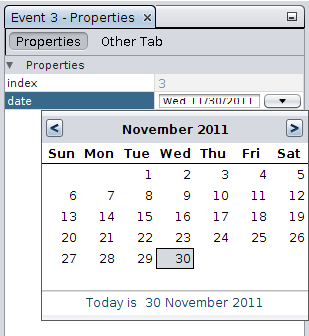 Event 3 - Properties
Properties Other Tab
Properties
index 3
date Wed 11/30/2011
November 2011
Sun Mon Tue Wed Thu Fri Sat
1 2 3 4 5
6 7 8 9 10 11 12
13 14 15 16 17 18 19
20 21 22 23 24 25 26
27 28 29 30
Today is 30 November 2011